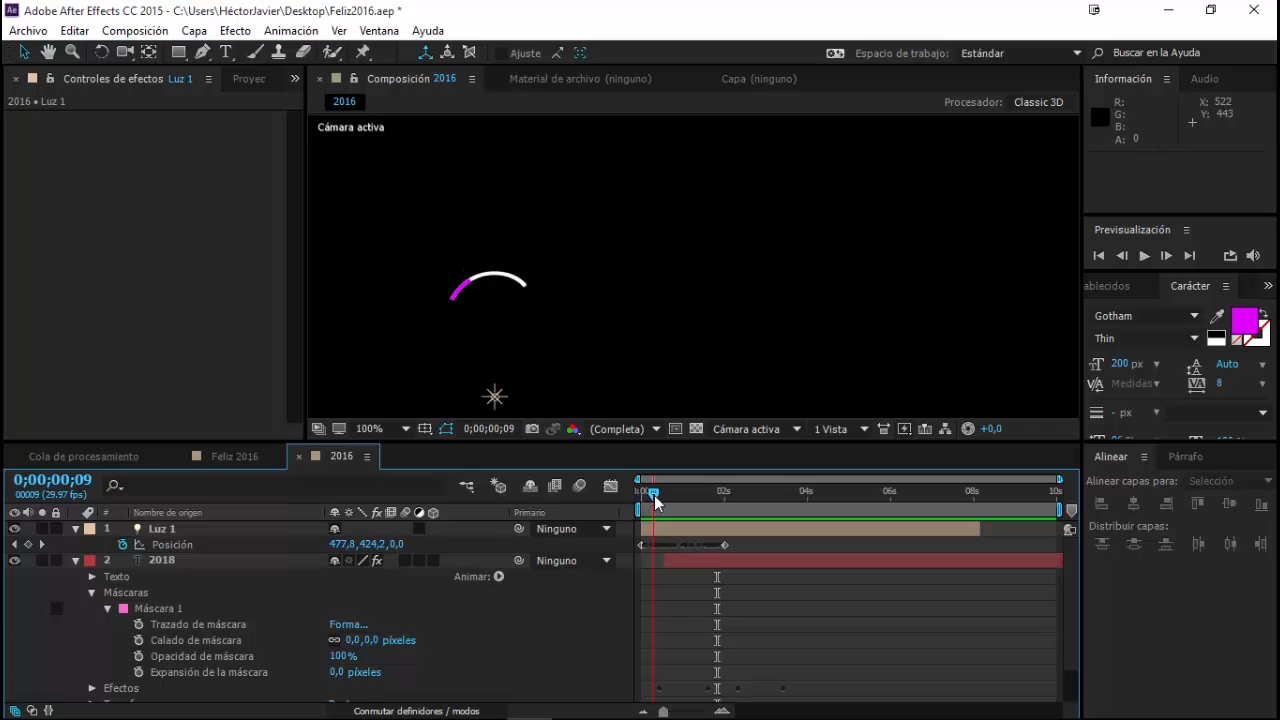 Ae Adobe After Effects CC 2015 - C:\Users\HéctorJavier\Desktop\Feliz2016.aep *
Archivo Editar Composición Capa Efecto Animación Ver Ventana Ayuda
Ajuste Espacio de trabajo: Estándar Buscar en la Ayuda
Controles de efectos Luz 1 Proyec Composición 2016 Material de archivo (ninguno) Capa (ninguno) Información Audio
2016 • Luz 1 2016 Procesador: Classic 3D
R: X: 522
G: Y: 443
B:
A: 0
Cámara activa
Previsualización
ablecidos Carácter
Gotham
Thin
200 px Auto
Medidas 8
- px
100% 0;00;00;09 (Completa) Cámara activa 1 Vista +0,0
Cola de procesamiento Feliz 2016 2016 Alinear Párrafo
0;00;00;09
00009 (29.97 fps)
02s 04s 06s 08s 10s
Alinear capas para: Selección
# Nombre de origen Primario
1 Luz 1 Ninguno
Distribuir capas:
Posición 477,8,424,2,0,0
2 T 2018 Ninguno
Texto Animar:
Máscaras
Máscara 1
Trazado de máscara Forma...
Calado de máscara 0,0,0,0 píxeles
Opacidad de máscara 100%
Expansión de la máscara 0,0 píxeles
Efectos
Conmutar definidores / modos